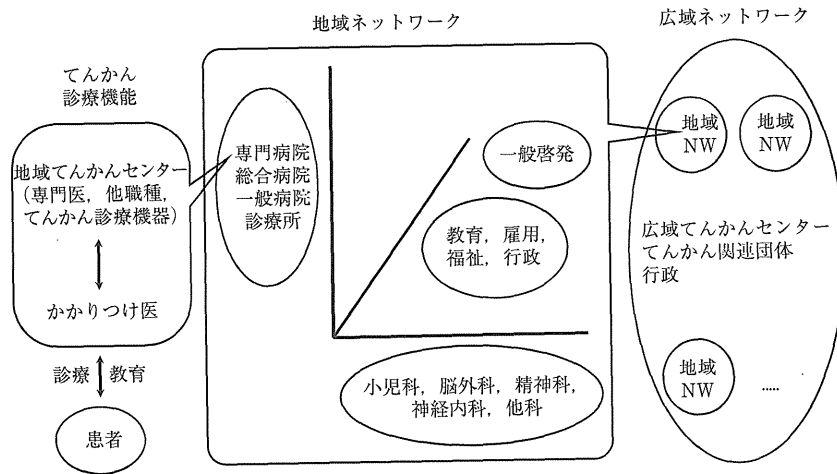 地域ネットワーク
広域ネットワーク
てんかん
診療機能
地域てんかんセンター
(専門医，他職種，
てんかん診療機器)
かかりつけ医
診療
教育
患者
専門病院
総合病院
一般病院
診療所
一般啓発
教育，雇用，
福祉，行政
小児科，脳外科，精神科，
神経内科，他科
地域
NW
地域
NW
広域てんかんセンター
てんかん関連団体
行政
地域
NW
.....